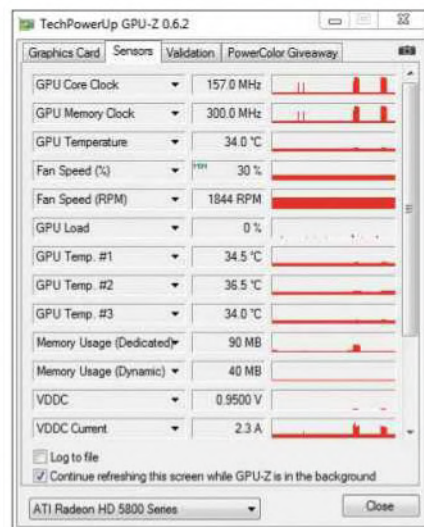 TechPowerUp GPU-Z 0.6.2
Graphics Card Sensors Validation PowerColor Giveaway
GPU Core Clock 157.0 MHz
GPU Memory Clock 300.0 MHz
GPU Temperature 34.0 °C
Fan Speed (%) MIN 30 %
Fan Speed (RPM) 1844 RPM
GPU Load 0 %
GPU Temp. #1 34.5 °C
GPU Temp. #2 36.5 °C
GPU Temp. #3 34.0 °C
Memory Usage (Dedicated) 90 MB
Memory Usage (Dynamic) 40 MB
VDDC 0.9500 V
VDDC Current 2.3 A
Log to file
Continue refreshing this screen while GPU-Z is in the background
ATI Radeon HD 5800 Series Close